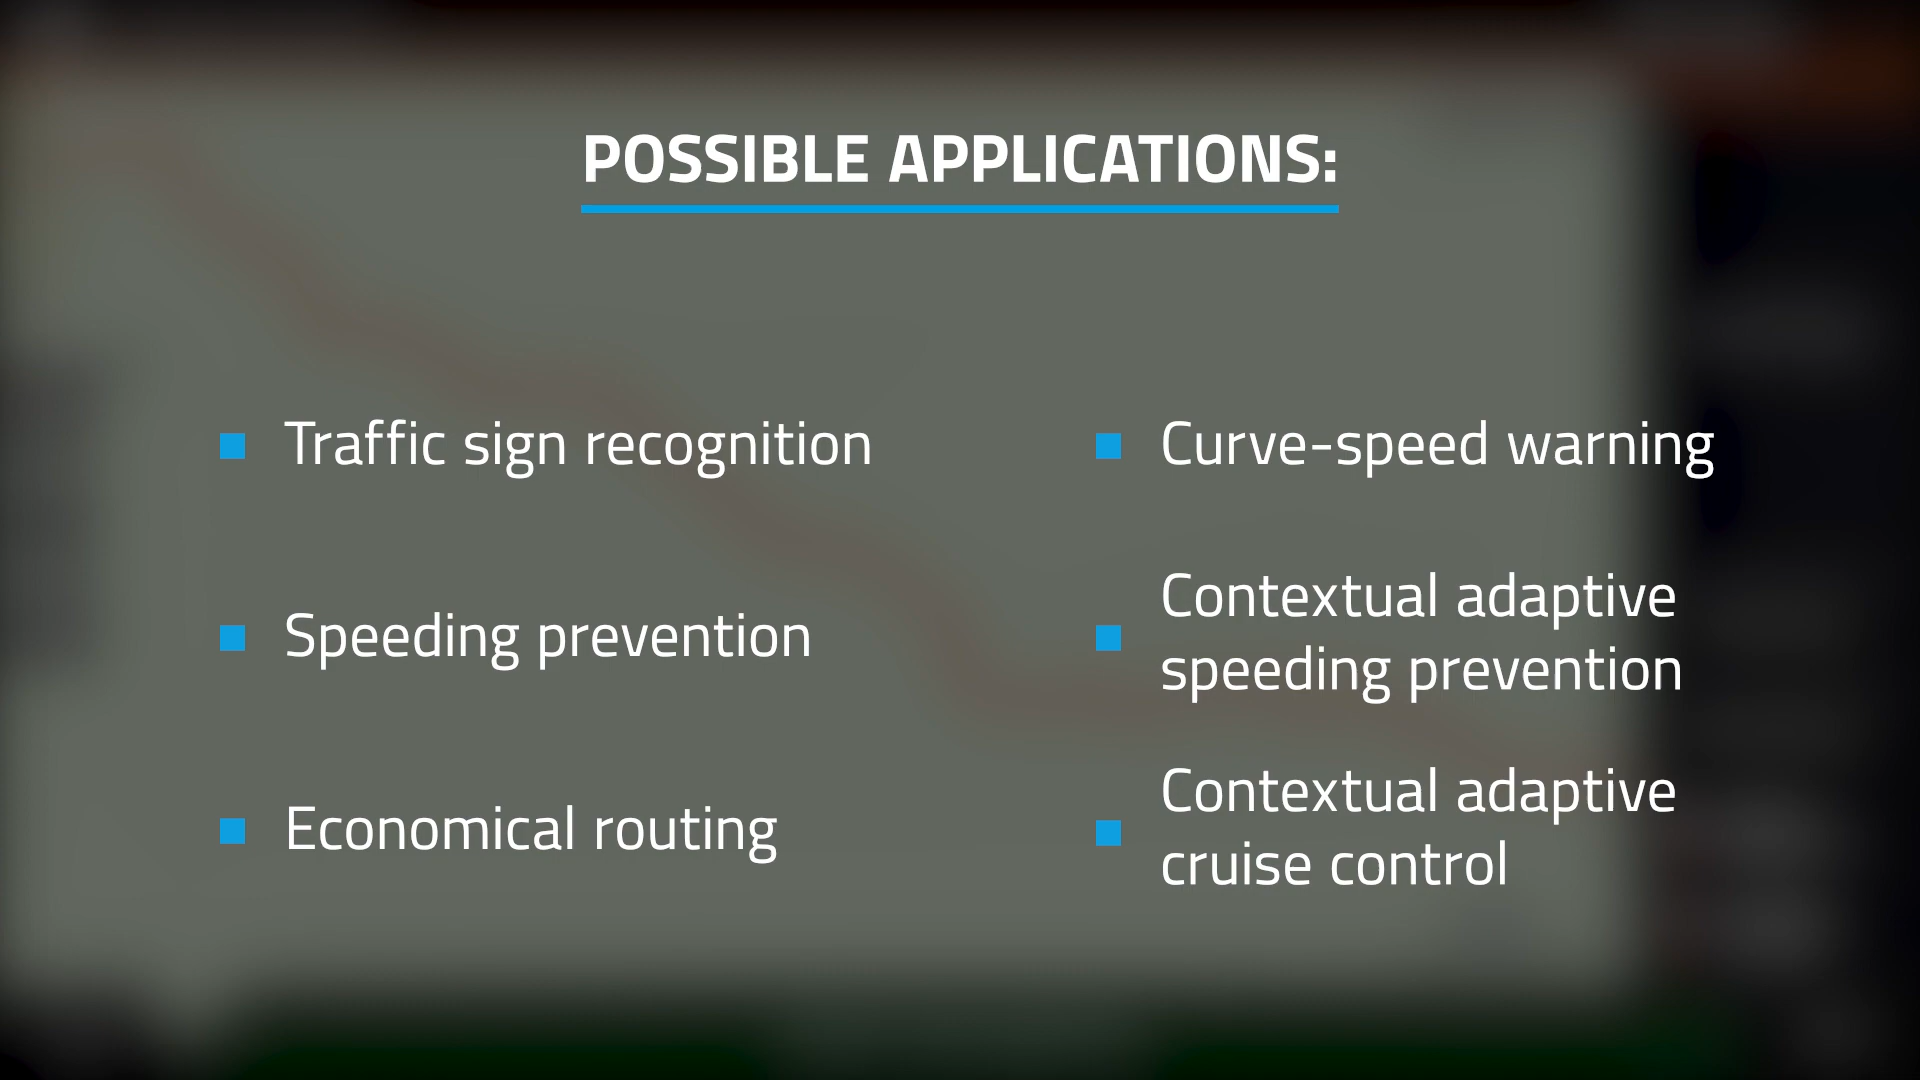 POSSIBLE APPLICATIONS:
Traffic sign recognition
Speeding prevention
Economical routing
Curve-speed warning
Contextual adaptive
speeding prevention
Contextual adaptive
cruise control